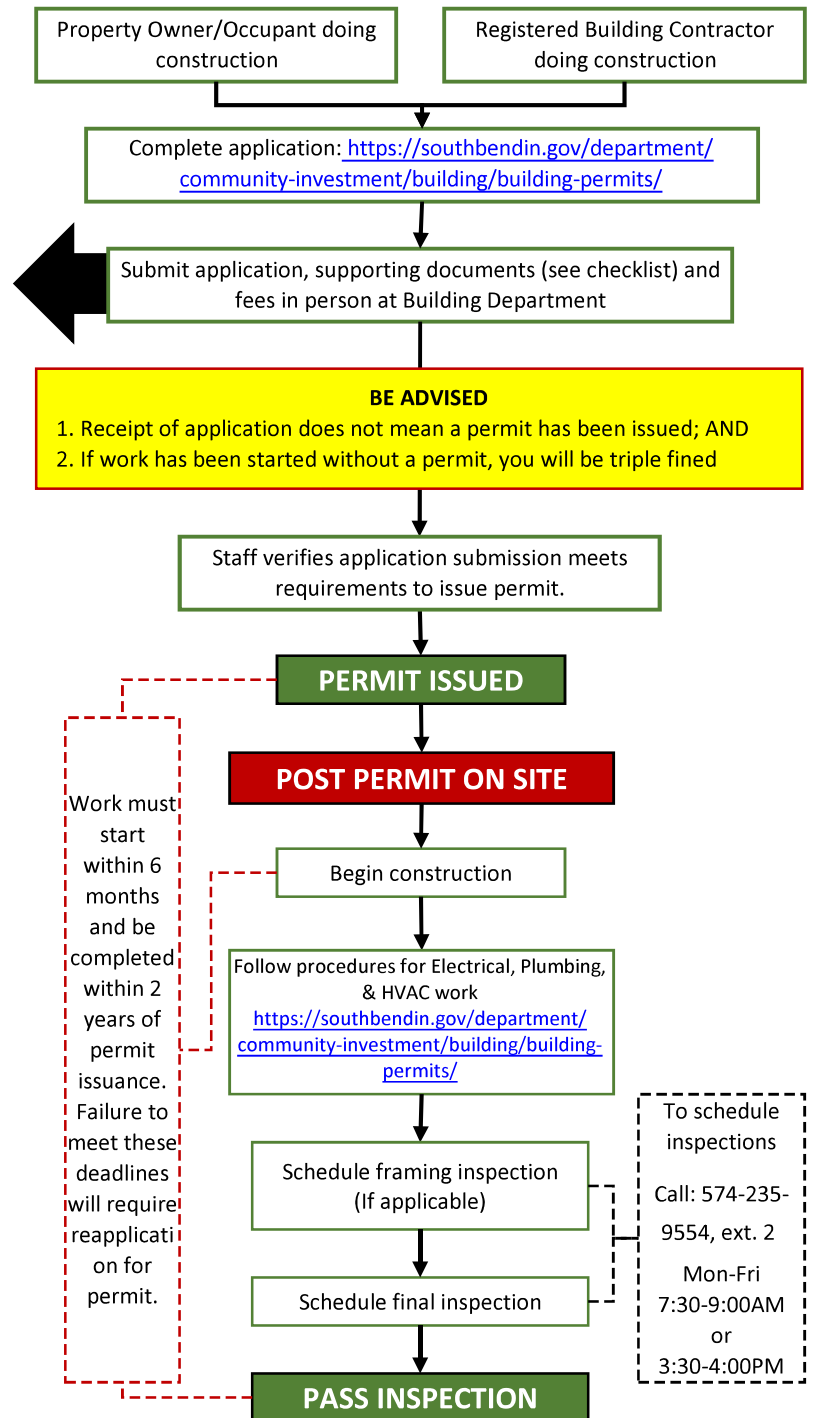 Property Owner/Occupant doing
construction
Registered Building Contractor
doing construction
Complete application: https://southbendin.gov/department/
community-investment/building/building-permits/
Submit application, supporting documents (see checklist) and
fees in person at Building Department
BE ADVISED
1. Receipt of application does not mean a permit has been issued; AND
2. If work has been started without a permit, you will be triple fined
Staff verifies application submission meets
requirements to issue permit.
PERMIT ISSUED
POST PERMIT ON SITE
Begin construction
Work must
start
within 6
months
and be
completed
within 2
years of
permit
issuance.
Failure to
meet these
deadlines
will require
reapplicati
on for
permit.
Follow procedures for Electrical, Plumbing,
& HVAC work
https://southbendin.gov/department/
community-investment/building/building-
permits/
Schedule framing inspection
(If applicable)
Schedule final inspection
To schedule
inspections
Call: 574-235-
9554, ext. 2
Mon-Fri
7:30-9:00AM
or
3:30-4:00PM
PASS INSPECTION